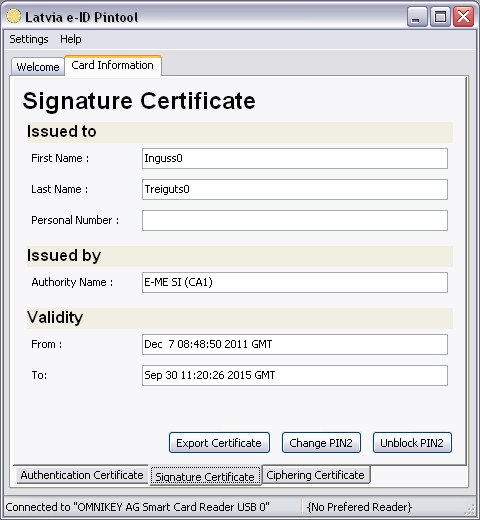 Latvia e-ID Pintool
Settings Help
Welcome Card Information
Signature Certificate
Issued to
First Name : Inguss0
Last Name : Treiguts0
Personal Number :
Issued by
Authority Name : E-ME SI (CA1)
Validity
From : Dec 7 08:48:50 2011 GMT
To: Sep 30 11:20:26 2015 GMT
Export Certificate Change PIN2 Unblock PIN2
Authentication Certificate Signature Certificate Ciphering Certificate
Connected to "OMNIKEY AG Smart Card Reader USB 0" {No Prefered Reader}